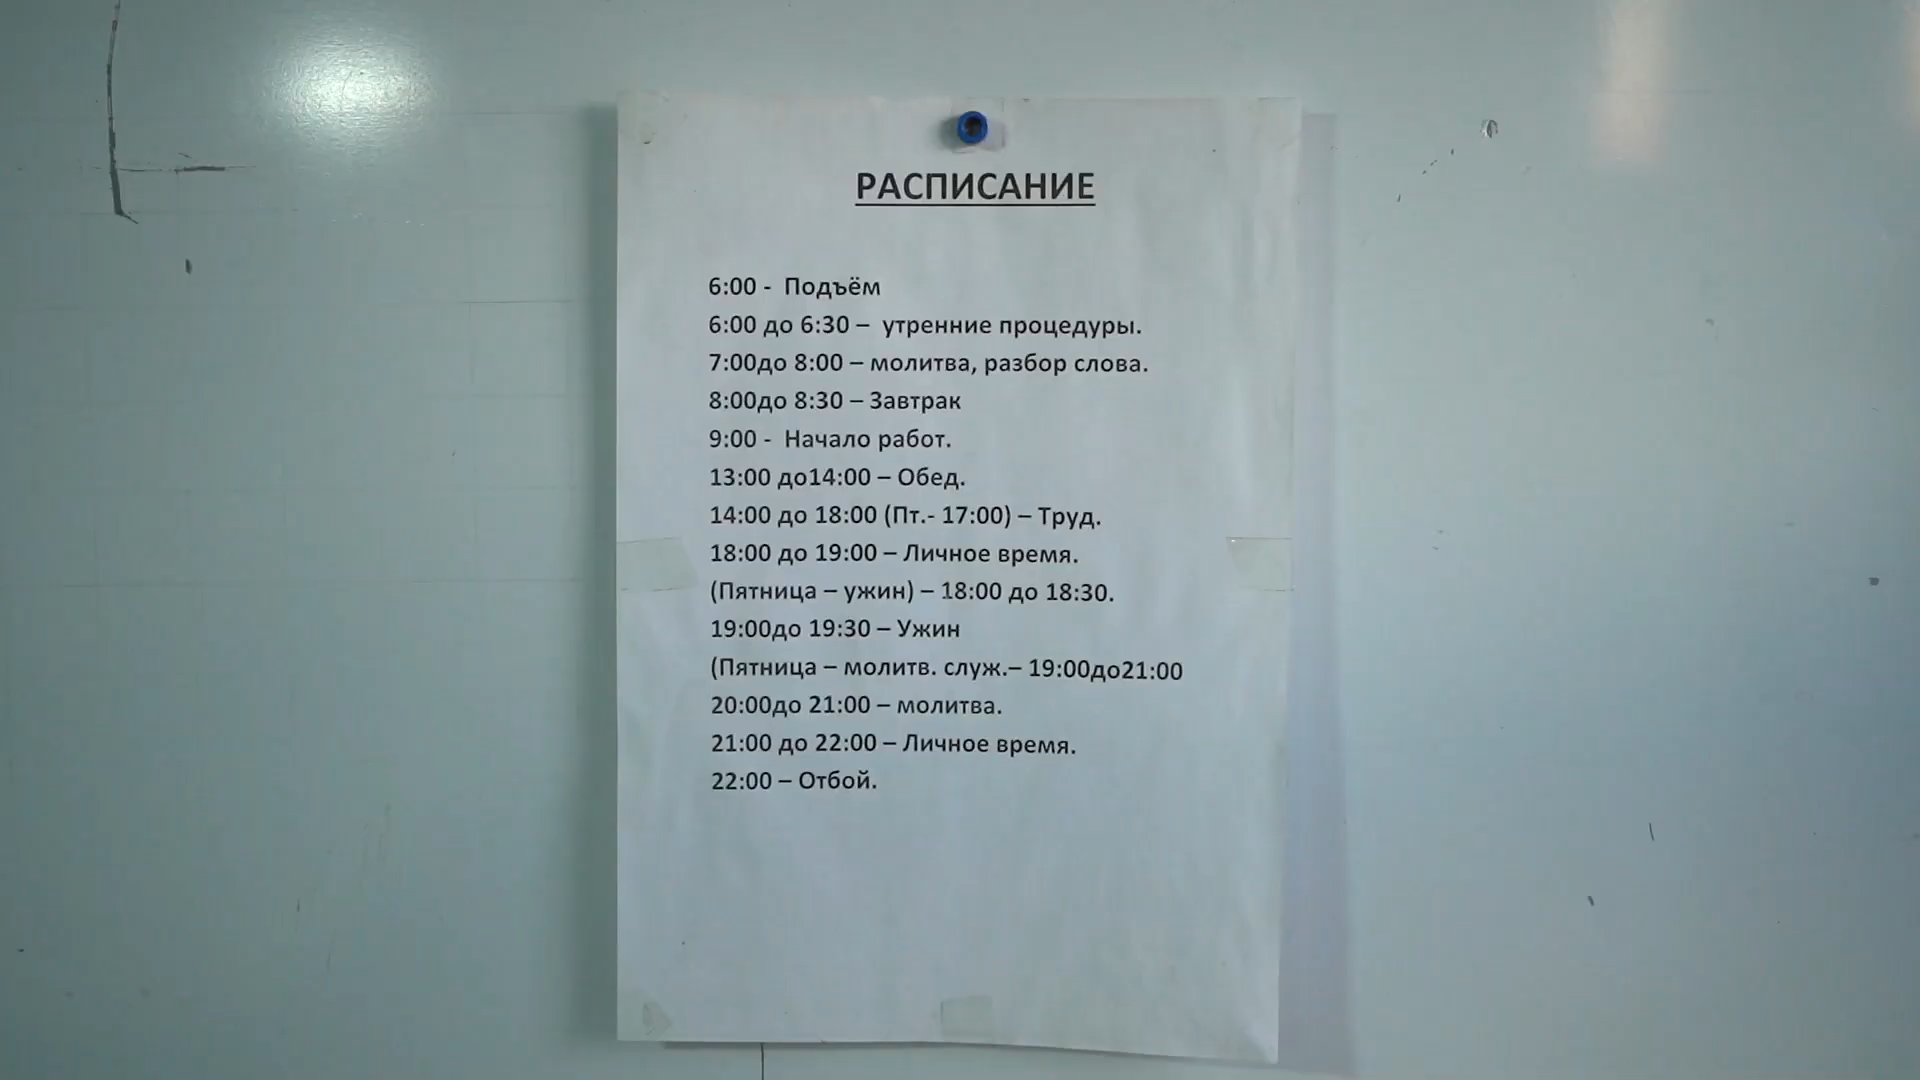 РАСПИСАНИЕ
6:00 -  Подъём
6:00 до 6:30 –  утренние процедуры.
7:00до 8:00 – молитва, разбор слова.
8:00до 8:30 – Завтрак
9:00 -  Начало работ.
13:00 до14:00 – Обед.
14:00 до 18:00 (Пт.- 17:00) – Труд.
18:00 до 19:00 – Личное время.
(Пятница – ужин) – 18:00 до 18:30.
19:00до 19:30 – Ужин
(Пятница – молитв. служ.– 19:00до21:00
20:00до 21:00 – молитва.
21:00 до 22:00 – Личное время.
22:00 – Отбой.